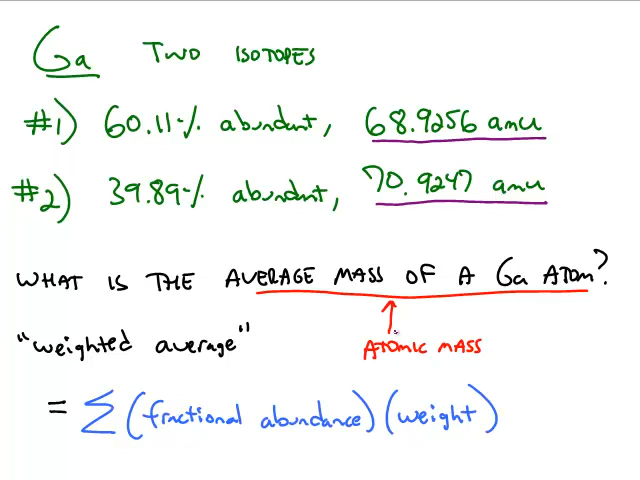 Ga Two ISOTOPES
#1) 60.11% abundant, 68.9256 amu
#2) 39.89% abundant, 70.9247 amu
WHAT IS THE AVERAGE MASS OF A Ga ATOM?
"weighted average" ATOMIC MASS
= Σ (fractional abundance)(weight)